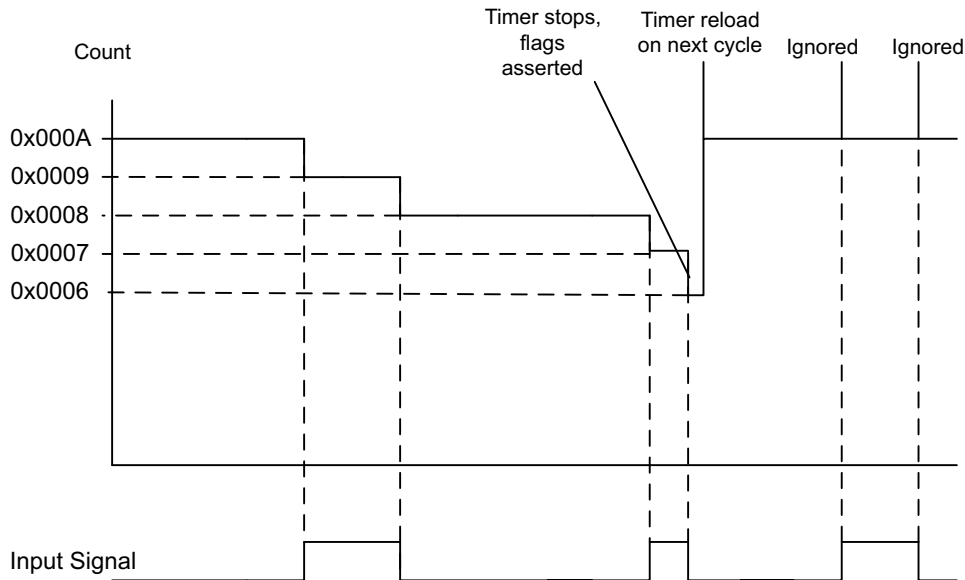 Timer stops,
flags
asserted
Timer reload
on next cycle
Ignored
Ignored
Count
0x000A
0x0009
0x0008
0x0007
0x0006
Input Signal